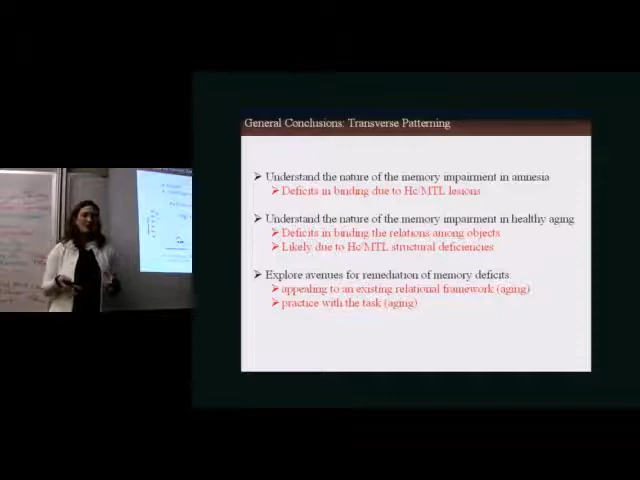 General Conclusions: Transverse Patterning
➢ Understand the nature of the memory impairment in amnesia
➢ Deficits in binding due to Hc/MTL lesions
➢ Understand the nature of the memory impairment in healthy aging
➢ Deficits in binding the relations among objects
➢ Likely due to Hc/MTL structural deficiencies
➢ Explore avenues for remediation of memory deficits
➢ appealing to an existing relational framework (aging)
➢ practice with the task (aging)